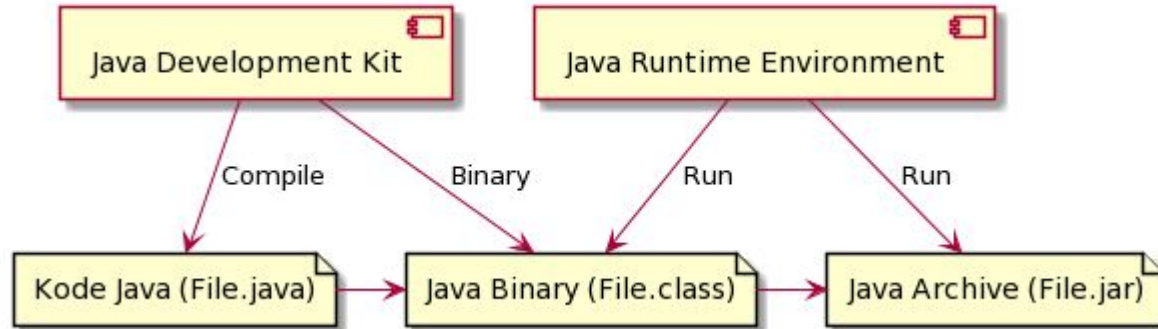 Java Development Kit
Java Runtime Environment
Compile
Binary
Run
Run
Kode Java (File.java)
Java Binary (File.class)
Java Archive (File.jar)